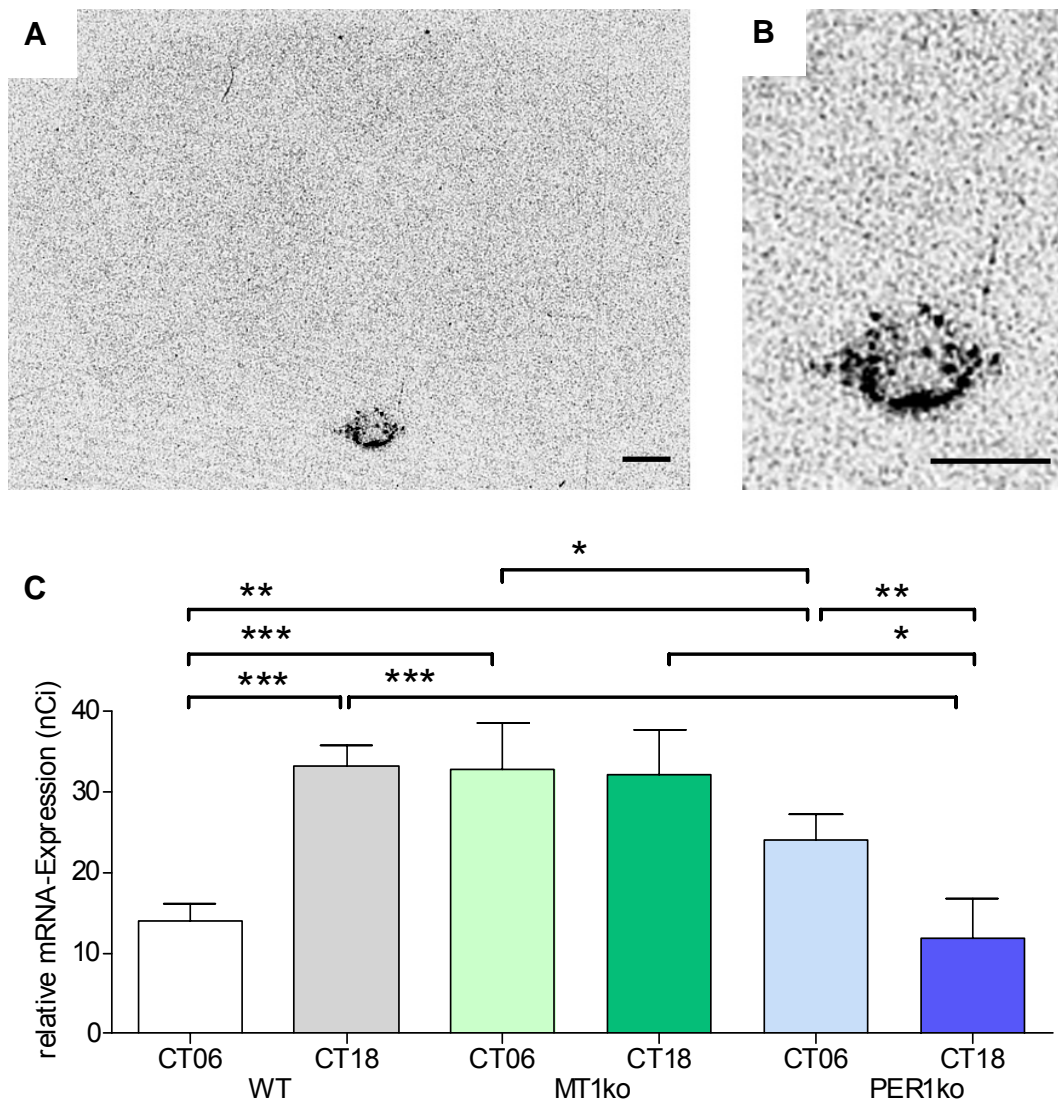 A
B
C
*
**
**
***
*
***
***
relative mRNA-Expression (nCi)
40
30
20
10
0
CT06
CT18
CT06
CT18
CT06
CT18
WT
MT1ko
PER1ko